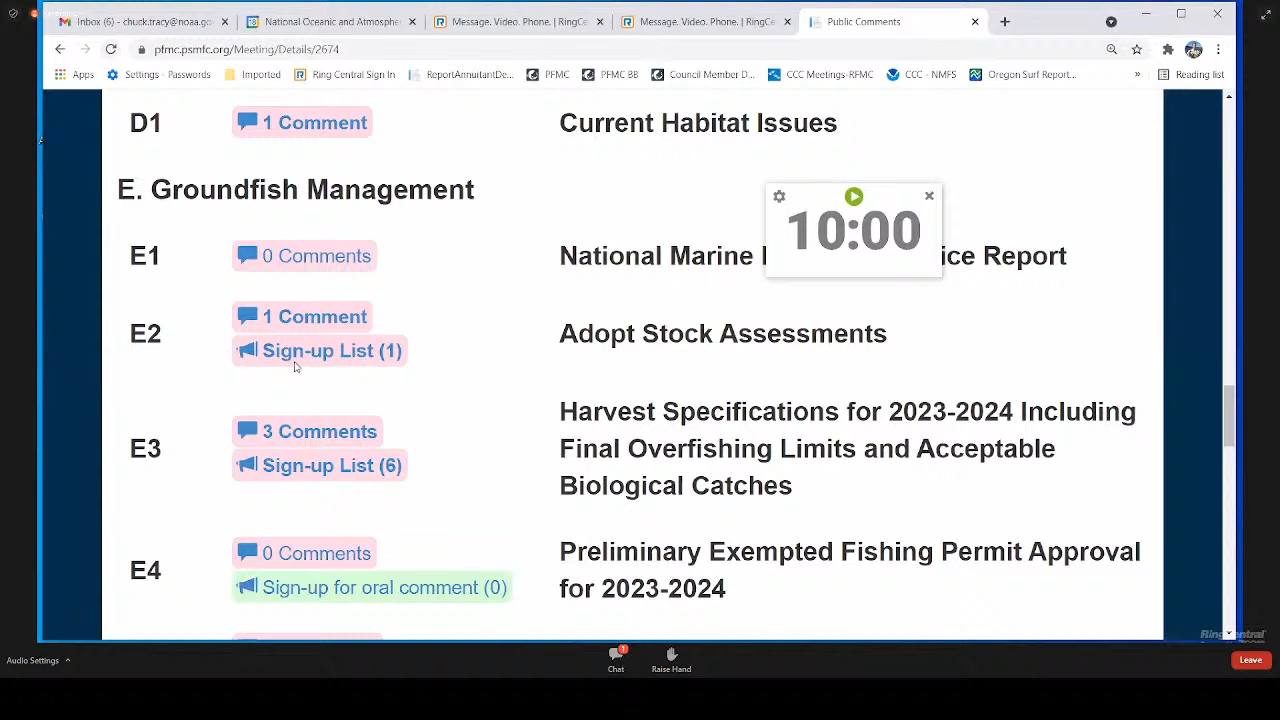 Inbox (6) - chuck.tracy@noaa.go
National Oceanic and Atmosphe
Message. Video. Phone. | RingCe
Message. Video. Phone. | RingCe
Public Comments
pfmc.psmfc.org/Meeting/Details/2674
Apps
Settings - Passwords
Imported
Ring Central Sign In
ReportAnnutantDe...
PFMC
PFMC BB
Council Member D...
CCC Meetings-RFMC
CCC - NMFS
Oregon Surf Report...
»
Reading list
D1
1 Comment
Current Habitat Issues
E. Groundfish Management
10:00
E1
0 Comments
National Marine
ice Report
E2
1 Comment
Sign-up List (1)
Adopt Stock Assessments
E3
3 Comments
Sign-up List (6)
Harvest Specifications for 2023-2024 Including
Final Overfishing Limits and Acceptable
Biological Catches
E4
0 Comments
Sign-up for oral comment (0)
Preliminary Exempted Fishing Permit Approval
for 2023-2024
RingCentral
Audio Settings
1
Chat
Raise Hand
Leave